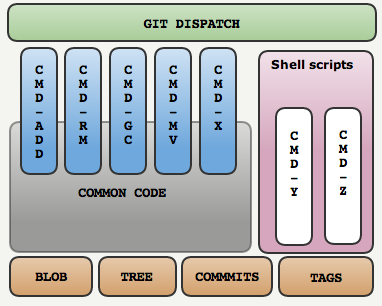 GIT DISPATCH
CMD-ADD
CMD-RM
CMD-GC
CMD-MV
CMD-X
Shell scripts
CMD-Y
CMD-Z
COMMON CODE
BLOB
TREE
COMMMITS
TAGS